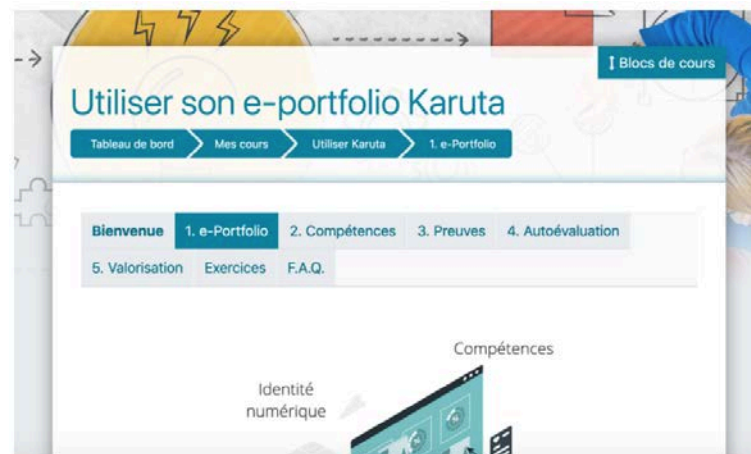 Blocs de cours
Utiliser son e-portfolio Karuta
Tableau de bord Mes cours Utiliser Karuta 1. e-Portfolio
Bienvenue 1. e-Portfolio 2. Compétences 3. Preuves 4. Autoévaluation
5. Valorisation Exercices F.A.Q.
Compétences
Identité
numérique